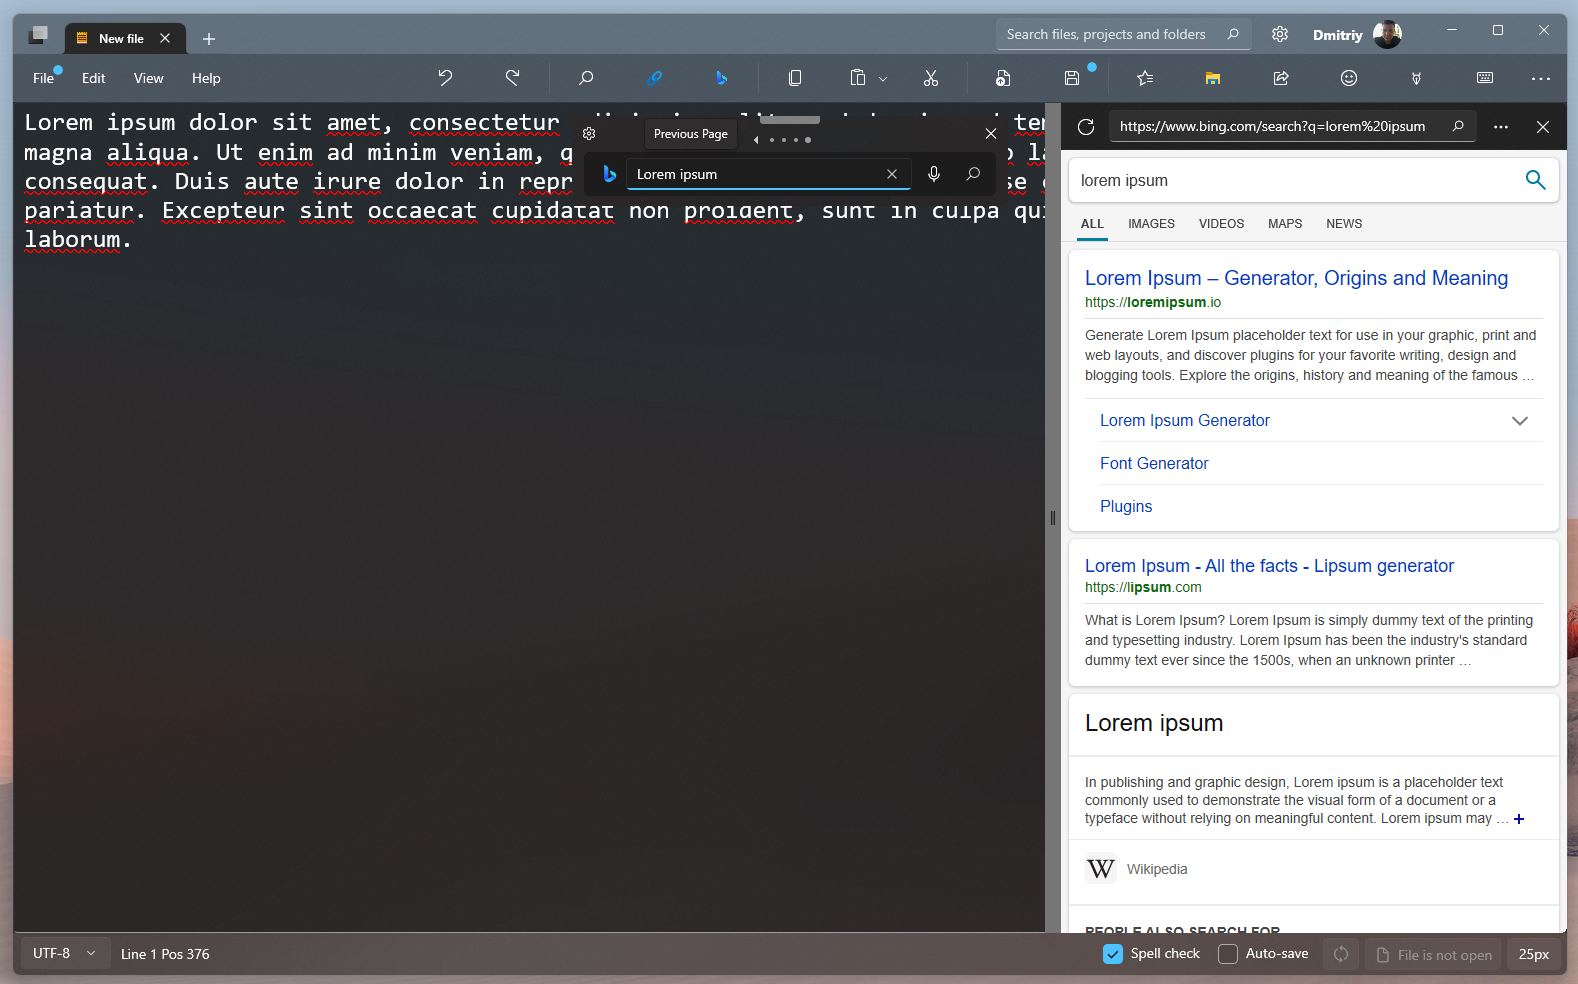 New file
Search files, projects and folders
Dmitriy
File Edit View Help
Lorem ipsum dolor sit amet, consectetur
magna aliqua. Ut enim ad minim veniam,
consequat. Duis aute irure dolor in
pariatur. Excepteur sint occaecat cupidatat non proident, sunt in culpa qui
laborum.
Previous Page
Lorem ipsum
https://www.bing.com/search?q=lorem%20ipsum
lorem ipsum
ALL IMAGES VIDEOS MAPS NEWS
Lorem Ipsum – Generator, Origins and Meaning
https://loremipsum.io
Generate Lorem Ipsum placeholder text for use in your graphic, print and
web layouts, and discover plugins for your favorite writing, design and
blogging tools. Explore the origins, history and meaning of the famous ...
Lorem Ipsum Generator
Font Generator
Plugins
Lorem Ipsum - All the facts - Lipsum generator
https://lipsum.com
What is Lorem Ipsum? Lorem Ipsum is simply dummy text of the printing
and typesetting industry. Lorem Ipsum has been the industry's standard
dummy text ever since the 1500s, when an unknown printer ...
Lorem ipsum
In publishing and graphic design, Lorem ipsum is a placeholder text
commonly used to demonstrate the visual form of a document or a
typeface without relying on meaningful content. Lorem ipsum may ... +
W Wikipedia
PEOPLE ALSO SEARCH FOR
UTF-8 Line 1 Pos 376
Spell check Auto-save File is not open 25px